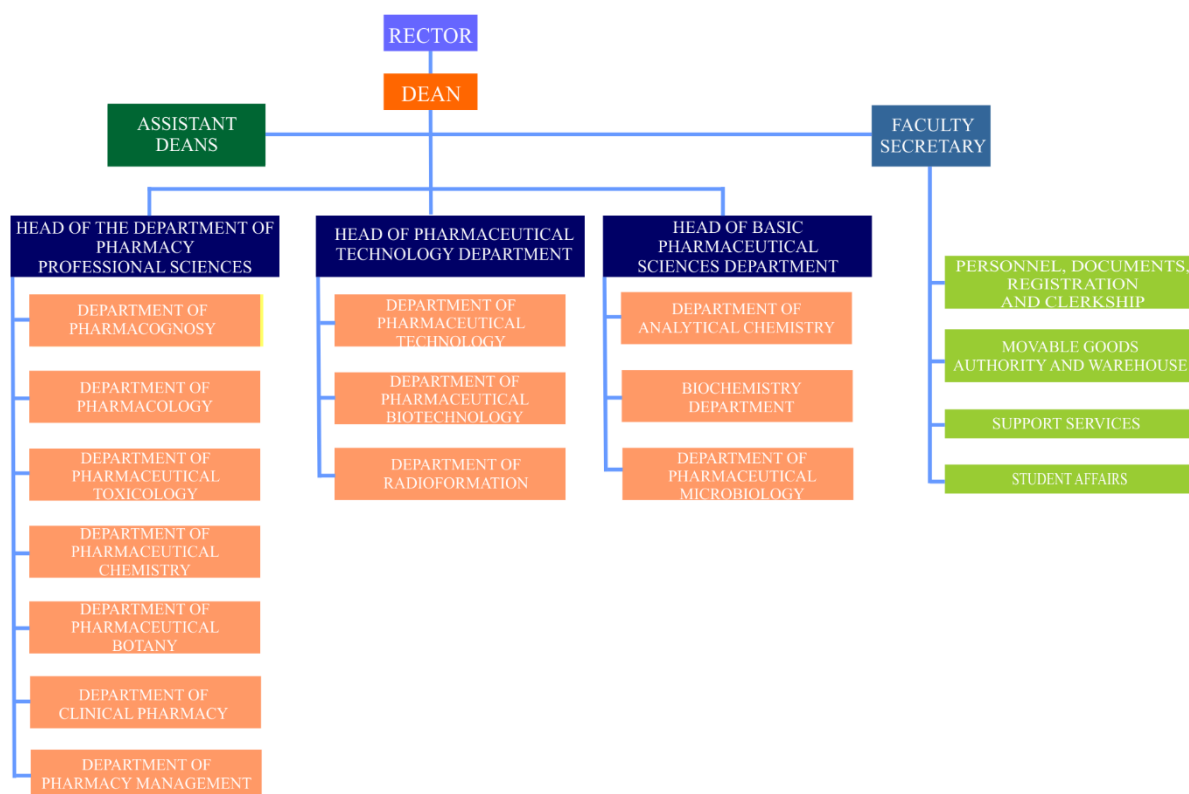 RECTOR
DEAN
ASSISTANT
DEANS
FACULTY
SECRETARY
HEAD OF THE DEPARTMENT OF
PHARMACY
PROFESSIONAL SCIENCES
DEPARTMENT OF
PHARMACOGNOSY
DEPARTMENT OF
PHARMACOLOGY
DEPARTMENT OF
PHARMACEUTICAL
TOXICOLOGY
DEPARTMENT OF
PHARMACEUTICAL
CHEMISTRY
DEPARTMENT OF
PHARMACEUTICAL
BOTANY
DEPARTMENT OF
CLINICAL PHARMACY
DEPARTMENT OF
PHARMACY MANAGEMENT
HEAD OF PHARMACEUTICAL
TECHNOLOGY DEPARTMENT
DEPARTMENT OF
PHARMACEUTICAL
TECHNOLOGY
DEPARTMENT OF
PHARMACEUTICAL
BIOTECHNOLOGY
DEPARTMENT OF
RADIOFORMATION
HEAD OF BASIC
PHARMACEUTICAL
SCIENCES DEPARTMENT
DEPARTMENT OF
ANALYTICAL CHEMISTRY
BIOCHEMISTRY
DEPARTMENT
DEPARTMENT OF
PHARMACEUTICAL
MICROBIOLOGY
PERSONNEL, DOCUMENTS,
REGISTRATION
AND CLERKSHIP
MOVABLE GOODS
AUTHORITY AND WAREHOUSE
SUPPORT SERVICES
STUDENT AFFAIRS